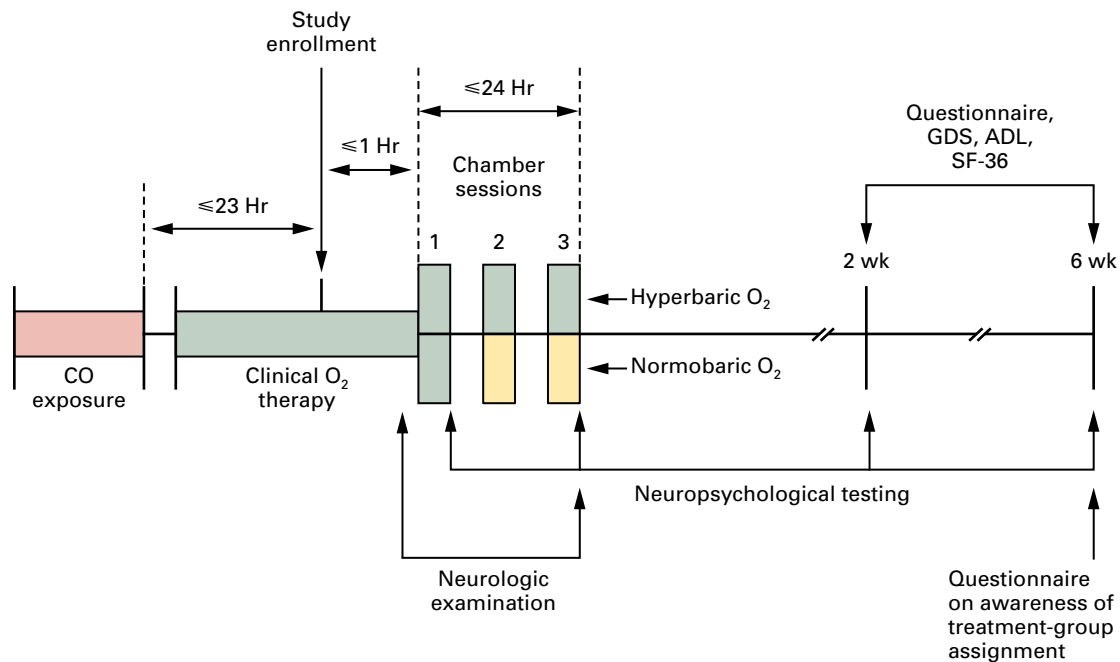 Study
enrollment
≤24 Hr
≤1 Hr
Chamber
sessions
Questionnaire,
GDS, ADL,
SF-36
≤23 Hr
1
2
3
2 wk
6 wk
Hyperbaric O₂
Normobaric O₂
CO
exposure
Clinical O₂
therapy
Neuropsychological testing
Neurologic
examination
Questionnaire
on awareness of
treatment-group
assignment